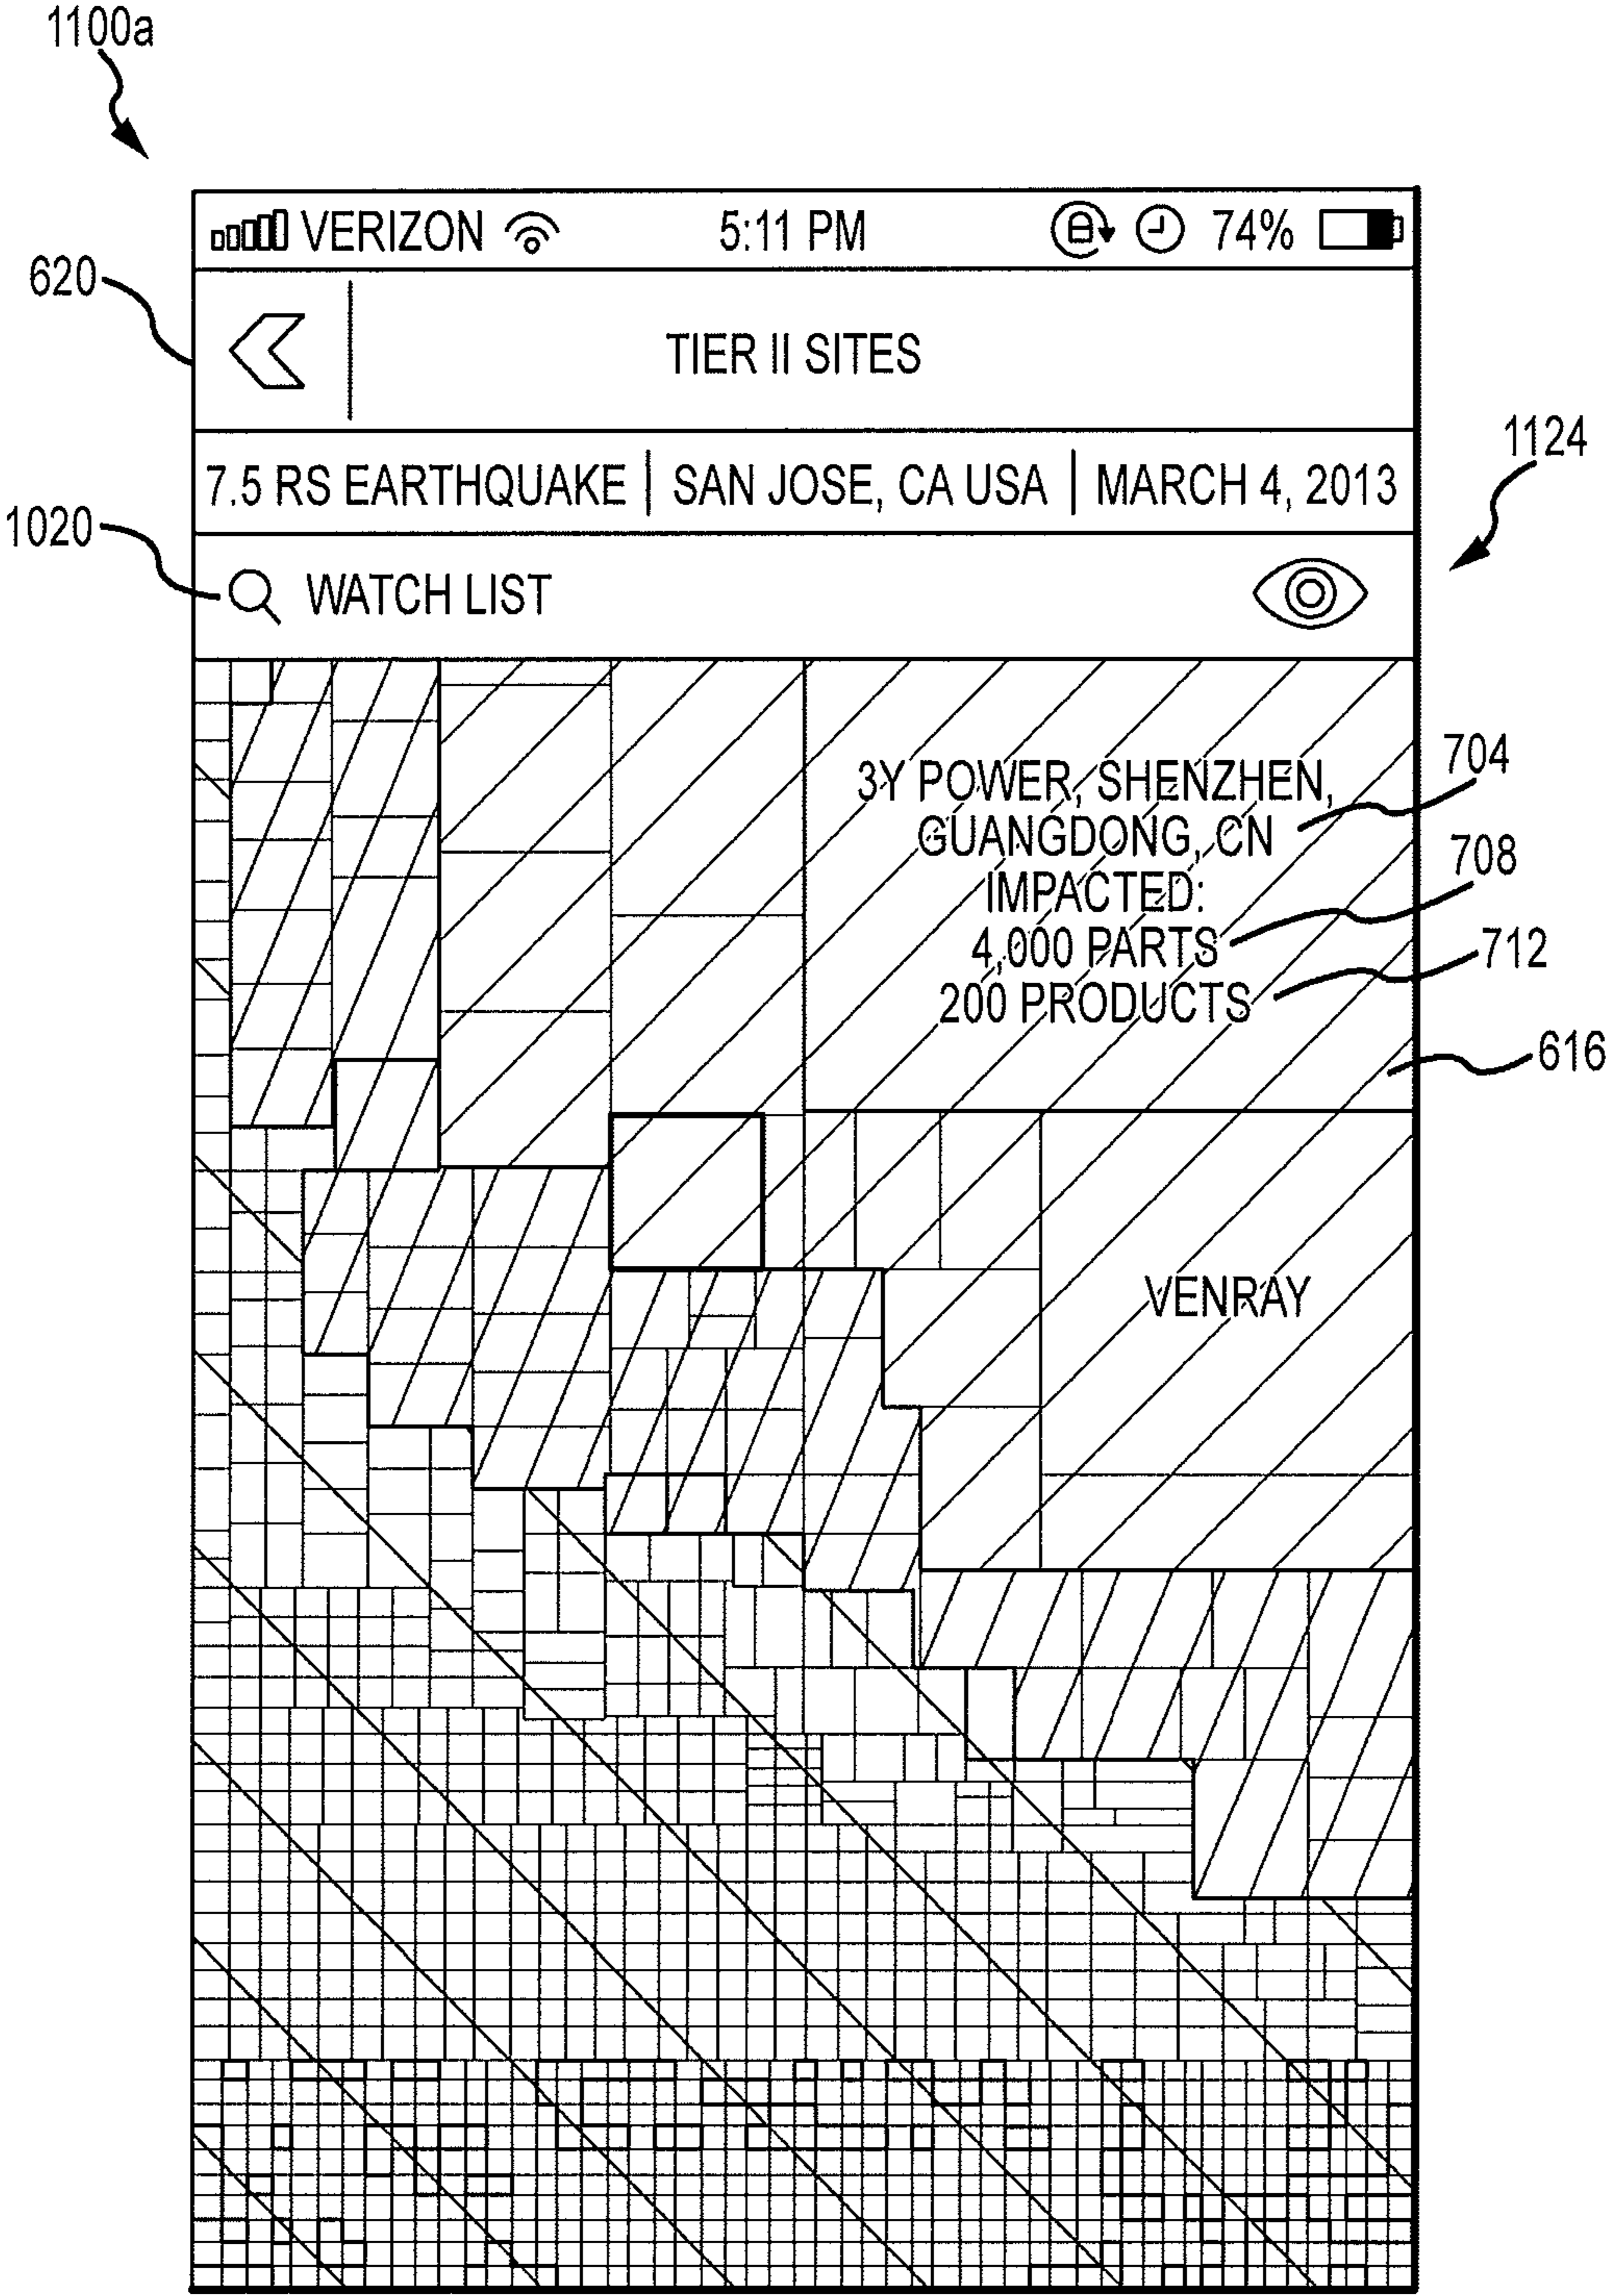 1100a
VERIZON 5:11 PM 74%
620
TIER II SITES
1124
7.5 RS EARTHQUAKE | SAN JOSE, CA USA | MARCH 4, 2013
1020
WATCH LIST
704
3Y POWER, SHENZHEN,
GUANGDONG, CN
708
IMPACTED:
4,000 PARTS
712
200 PRODUCTS
616
VENRAY